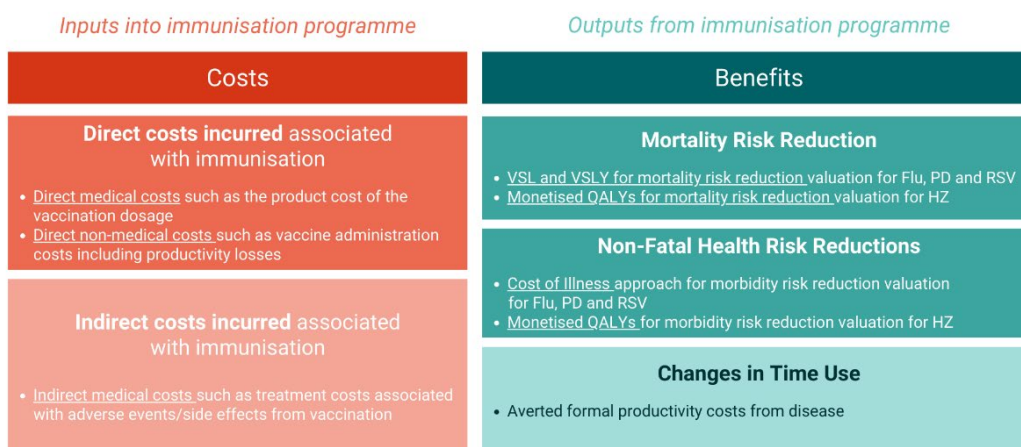 Inputs into immunisation programme
Costs
Direct costs incurred associated
with immunisation
• Direct medical costs such as the product cost of the
vaccination dosage
• Direct non-medical costs such as vaccine administration
costs including productivity losses
Indirect costs incurred associated
with immunisation
• Indirect medical costs such as treatment costs associated
with adverse events/side effects from vaccination
Outputs from immunisation programme
Benefits
Mortality Risk Reduction
• VSL and VSLY for mortality risk reduction valuation for Flu, PD and RSV
• Monetised QALYs for mortality risk reduction valuation for HZ
Non-Fatal Health Risk Reductions
• Cost of Illness approach for morbidity risk reduction valuation
for Flu, PD and RSV
• Monetised QALYs for morbidity risk reduction valuation for HZ
Changes in Time Use
• Averted formal productivity costs from disease